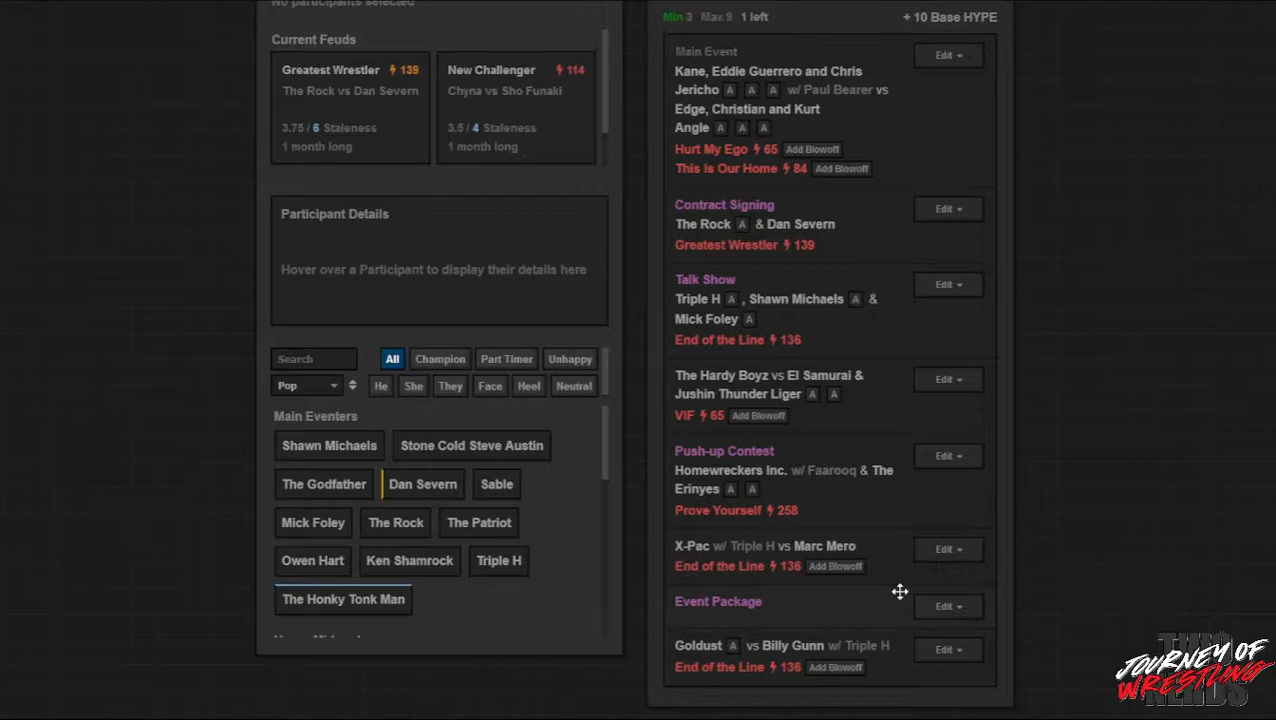 No participants selected
Current Feuds
Greatest Wrestler 139
The Rock vs Dan Severn
3.75 / 6 Staleness
1 month long
New Challenger 114
Chyna vs Sho Funaki
3.5 / 4 Staleness
1 month long
Participant Details
Hover over a Participant to display their details here
Search
All Champion Part Timer Unhappy
Pop He She They Face Heel Neutral
Main Eventers
Shawn Michaels Stone Cold Steve Austin
The Godfather Dan Severn Sable
Mick Foley The Rock The Patriot
Owen Hart Ken Shamrock Triple H
The Honky Tonk Man
Min 3 Max 9 1 left + 10 Base HYPE
Main Event Edit
Kane, Eddie Guerrero and Chris
Jericho A A A w/ Paul Bearer vs
Edge, Christian and Kurt
Angle A A A
Hurt My Ego 65 Add Blowoff
This Is Our Home 84 Add Blowoff
Contract Signing Edit
The Rock A & Dan Severn
Greatest Wrestler 139
Talk Show Edit
Triple H A , Shawn Michaels A &
Mick Foley A
End of the Line 136
The Hardy Boyz vs El Samurai & Edit
Jushin Thunder Liger A A
VIF 65 Add Blowoff
Push-up Contest Edit
Homewreckers Inc. w/ Faarooq & The
Erinyes A A
Prove Yourself 258
X-Pac w/ Triple H vs Marc Mero Edit
End of the Line 136 Add Blowoff
Event Package Edit
Goldust A vs Billy Gunn w/ Triple H Edit
End of the Line 136 Add Blowoff
JOURNEY OF
WRESTLING
NERDS